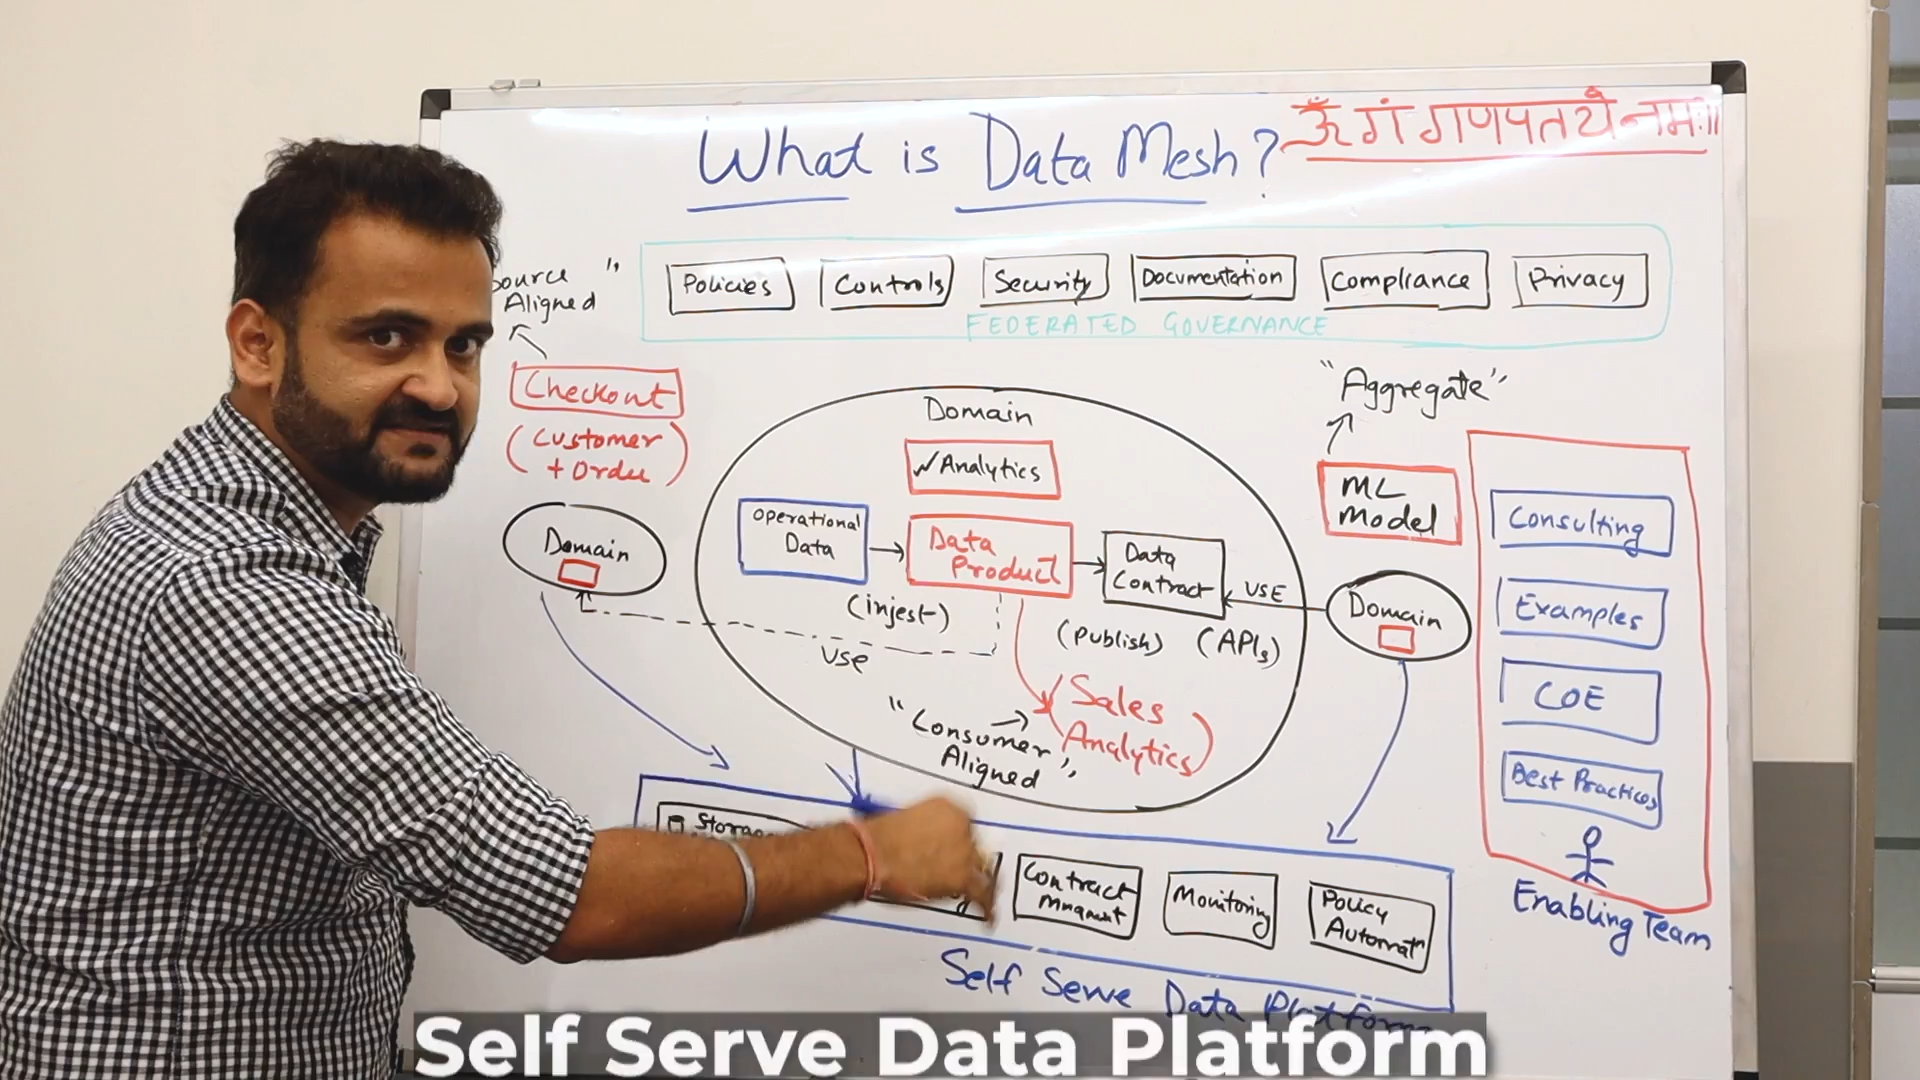 What is Data Mesh?
ॐ गं गणपतये नमः॥
Policies
Controls
Security
Documentation
Compliance
Privacy
FEDERATED GOVERNANCE
Aligned"
Checkout
(Customer
+ Order)
Domain
Domain
✓Analytics
Operational
Data
Data
Product
Data
Contract
(injest)
(Publish)
(APIs)
USE
USE
"Consumer
Aligned"
(Sales
Analytics)
"Aggregate"
ML
Model
Domain
Consulting
Examples
COE
Best Practices
Enabling Team
Contract
Mngmnt
Monitoring
Policy
Automatn
Self Serve Data Platform
Self Serve Data Platform